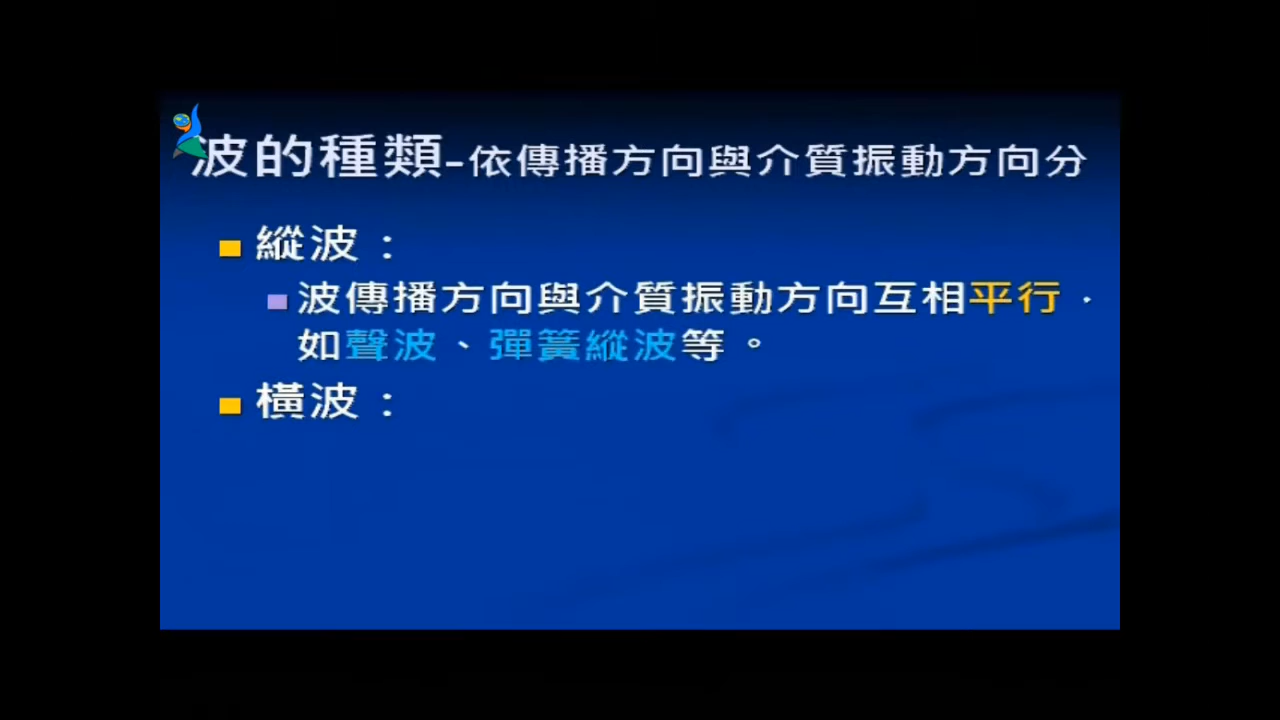 波的種類-依傳播方向與介質振動方向分
縱波：
波傳播方向與介質振動方向互相平行，
如聲波、彈簧縱波等。
橫波：